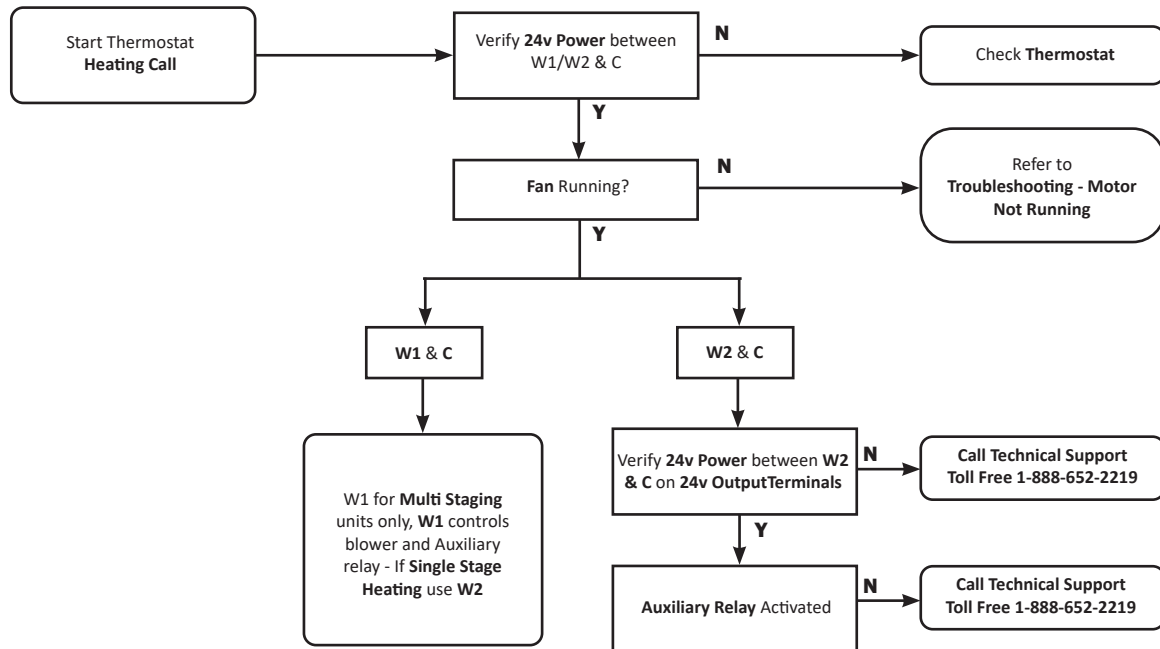 Start Thermostat
Heating Call
Verify 24v Power between
W1/W2 & C
N
Check Thermostat
Y
Fan Running?
N
Refer to
Troubleshooting - Motor
Not Running
Y
W1 & C
W2 & C
W1 for Multi Staging
units only, W1 controls
blower and Auxiliary
relay - If Single Stage
Heating use W2
Verify 24v Power between W2
& C on 24v OutputTerminals
N
Call Technical Support
Toll Free 1-888-652-2219
Y
Auxiliary Relay Activated
N
Call Technical Support
Toll Free 1-888-652-2219